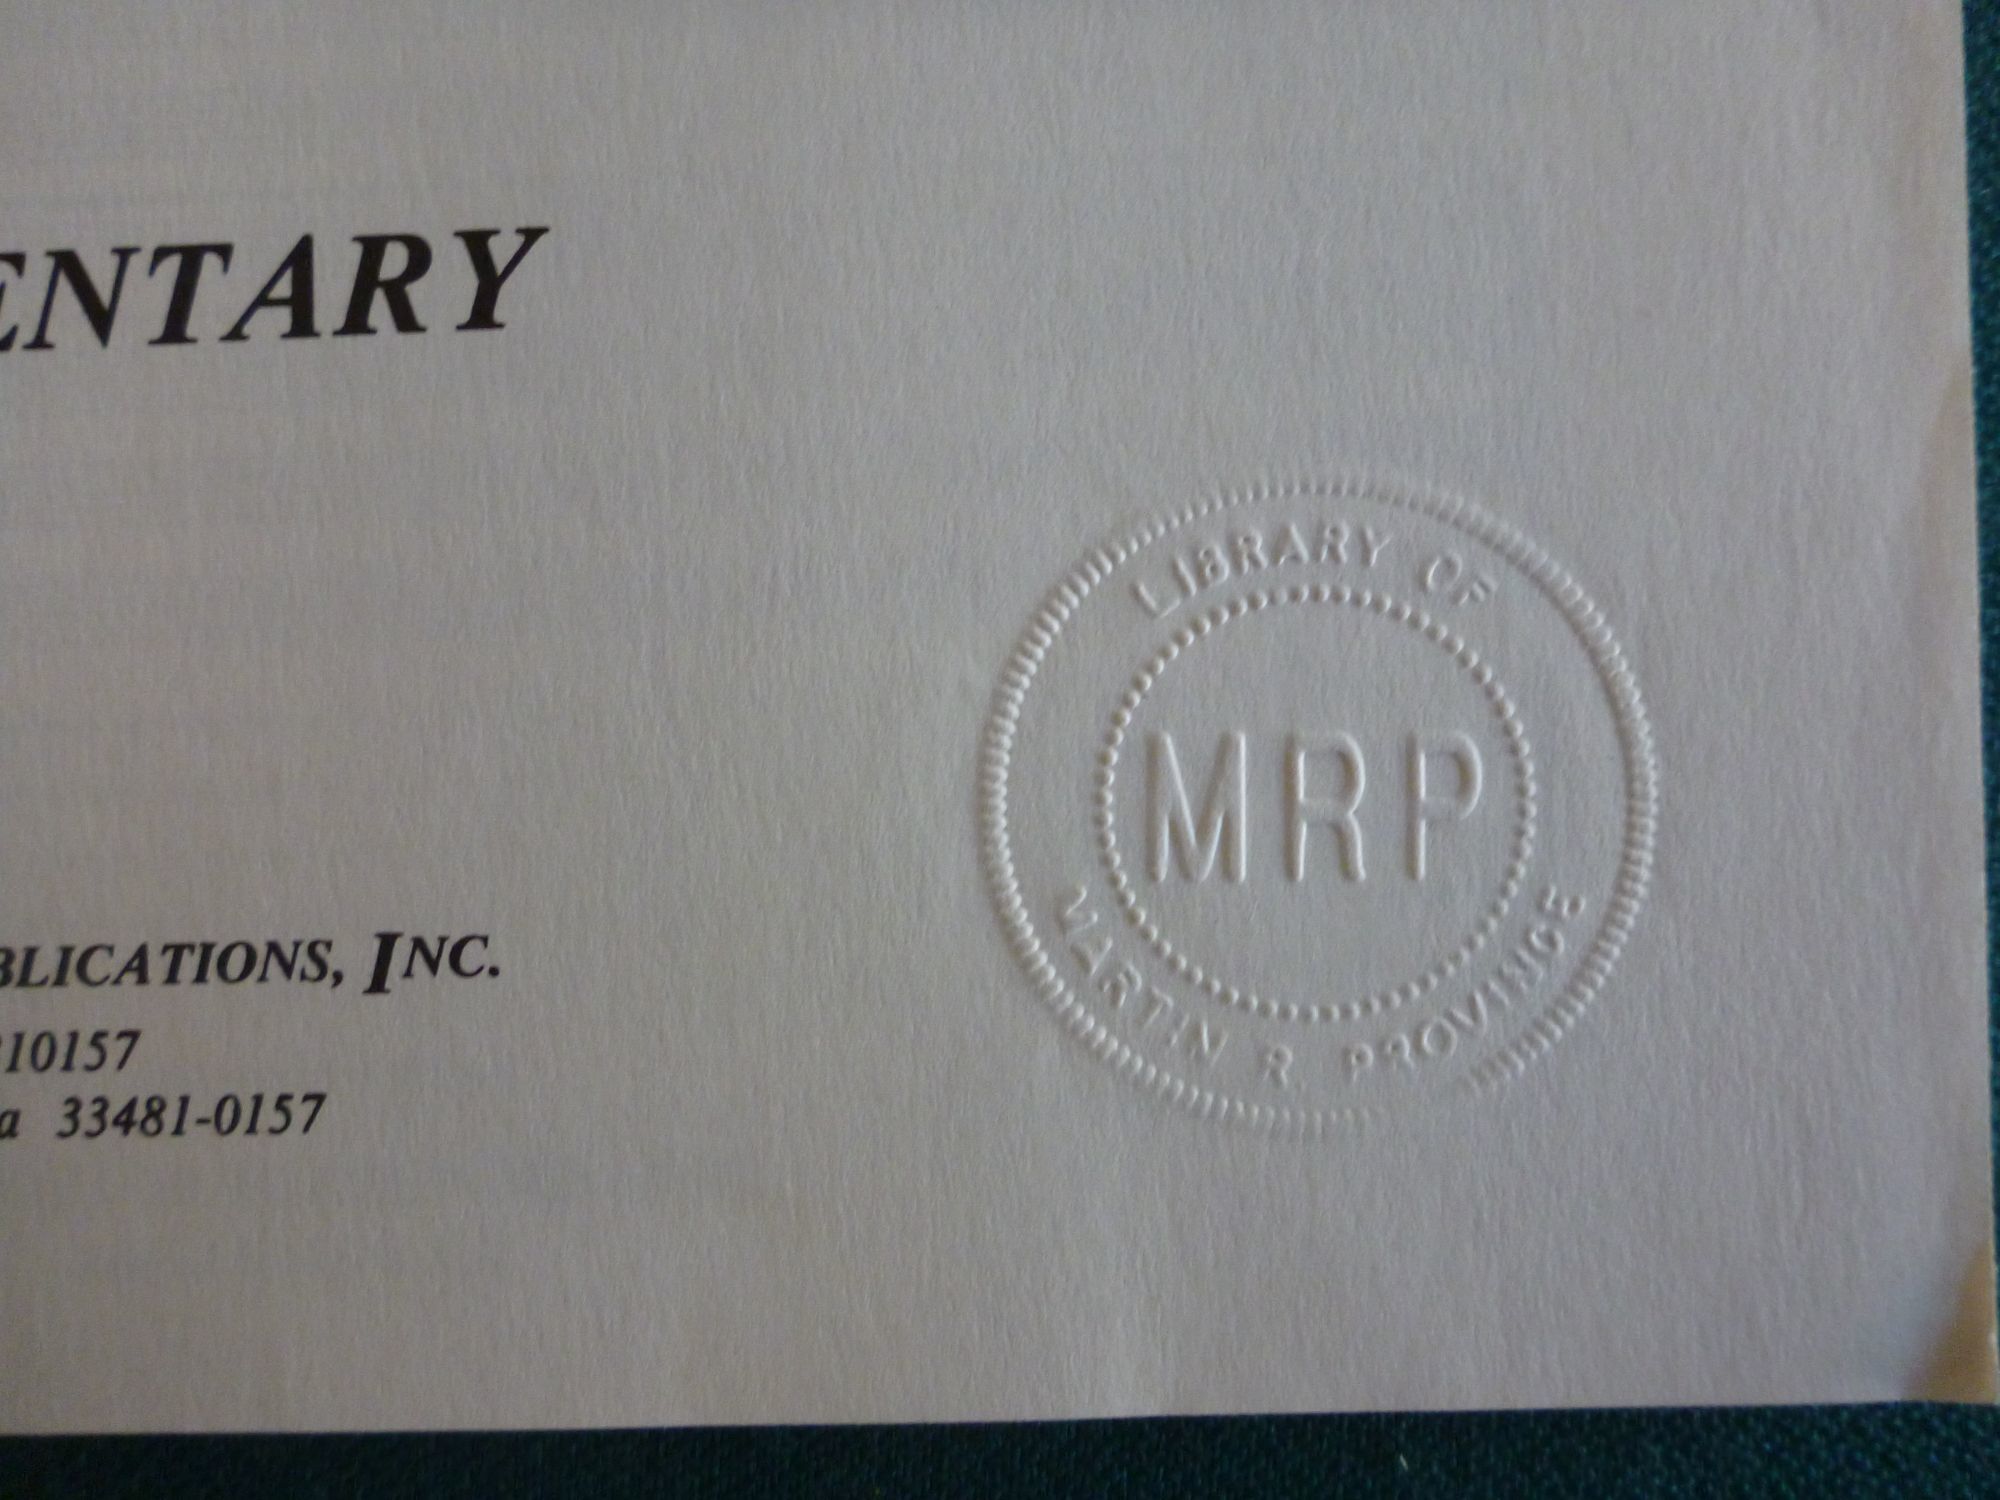 ENTARY
BLICATIONS, INC.
10157
a 33481-0157
LIBRARY OF
MRP
MARTIN R. PROVINCE